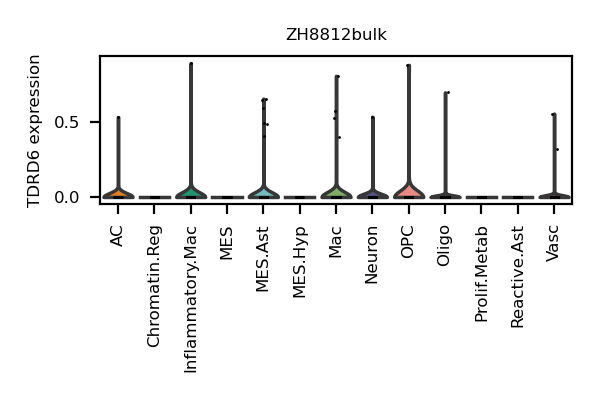 ZH8812bulk
TDRD6 expression
0.5
0.0
AC
Chromatin.Reg
Inflammatory.Mac
MES
MES.Ast
MES.Hyp
Mac
Neuron
OPC
Oligo
Prolif.Metab
Reactive.Ast
Vasc